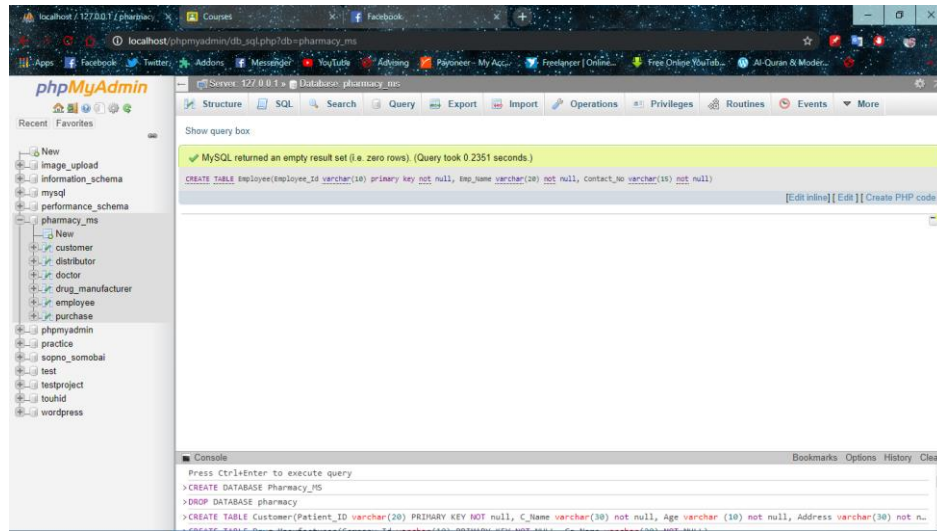 localhost / 127.0.0.1 / pharmacy
Courses
Facebook
localhost/phpmyadmin/db_sql.php?db=pharmacy_ms
Apps Facebook Messenger YouTube Advising Payoneer - My Acc... Freelancer | Online... Free Online YouTub... Al-Quran & Moder...
Twitter, Addons
phpMyAdmin
Recent Favorites
New
image_upload
information_schema
mysql
performance_schema
pharmacy_ms
New
customer
distributor
doctor
drug_manufacturer
employee
purchase
phpmyadmin
practice
sopno_somobai
test
testproject
touhid
wordpress
Server: 127.0.0.1 » Database: pharmacy_ms
Structure SQL Search Query Export Import Operations Privileges Routines Events More
Show query box
MySQL returned an empty result set (i.e. zero rows). (Query took 0.2351 seconds.)
CREATE TABLE Employee(Employee_Id varchar(10) primary key not null, Emp_Name varchar(20) not null, Contact_No varchar(15) not null)
[Edit inline] [ Edit ] [ Create PHP code
Console
Bookmarks Options History Clea
Press Ctrl+Enter to execute query
>CREATE DATABASE Pharmacy_MS
>DROP DATABASE pharmacy
>CREATE TABLE Customer(Patient_ID varchar(20) PRIMARY KEY NOT null, C_Name varchar(30) not null, Age varchar (10) not null, Address varchar(30) not n…